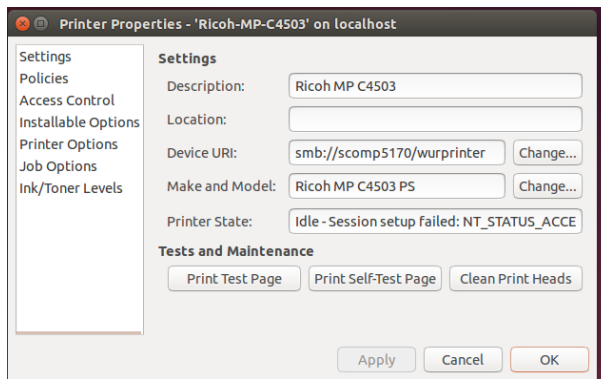 Printer Properties - 'Ricoh-MP-C4503' on localhost
Settings
Policies
Access Control
Installable Options
Printer Options
Job Options
Ink/Toner Levels
Settings
Description: Ricoh MP C4503
Location:
Device URI: smb://scomp5170/wurprinter Change...
Make and Model: Ricoh MP C4503 PS Change...
Printer State: Idle - Session setup failed: NT_STATUS_ACCE
Tests and Maintenance
Print Test Page Print Self-Test Page Clean Print Heads
Apply Cancel OK